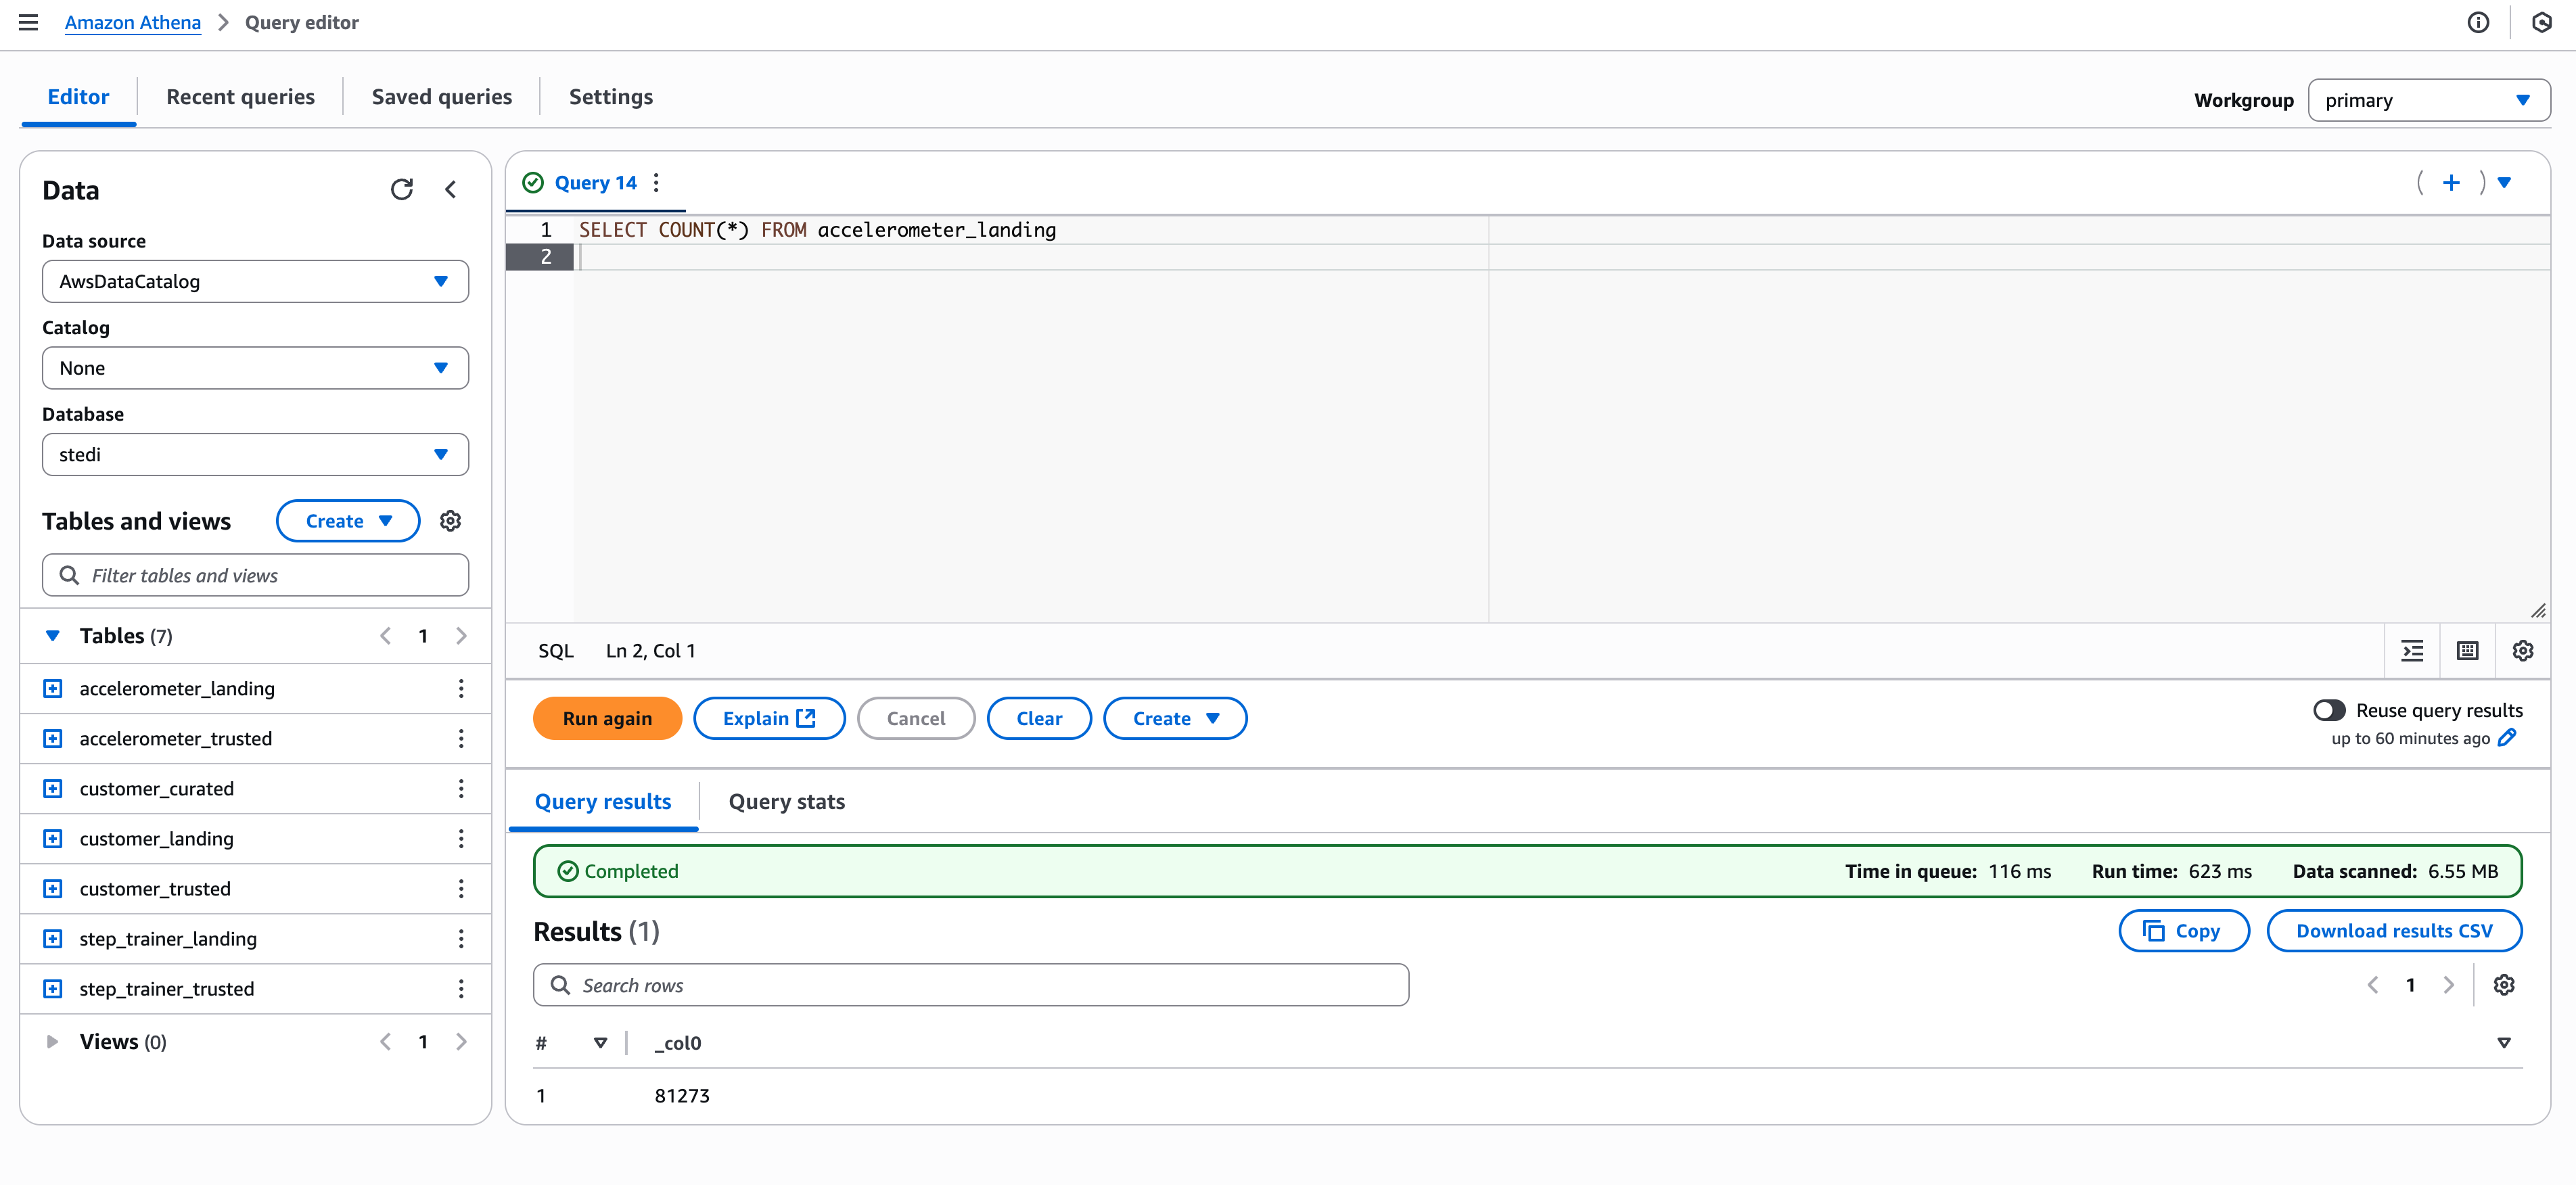 Amazon Athena > Query editor
Editor
Recent queries
Saved queries
Settings
Workgroup
primary
Data
Data source
AwsDataCatalog
Catalog
None
Database
stedi
Tables and views
Create
Filter tables and views
Tables (7)
1
accelerometer_landing
accelerometer_trusted
customer_curated
customer_landing
customer_trusted
step_trainer_landing
step_trainer_trusted
Views (0)
1
Query 14
1 SELECT COUNT(*) FROM accelerometer_landing
2
SQL Ln 2, Col 1
Run again
Explain
Cancel
Clear
Create
Reuse query results
up to 60 minutes ago
Query results
Query stats
Completed
Time in queue: 116 ms Run time: 623 ms Data scanned: 6.55 MB
Results (1)
Copy
Download results CSV
Search rows
1
# _col0
1 81273